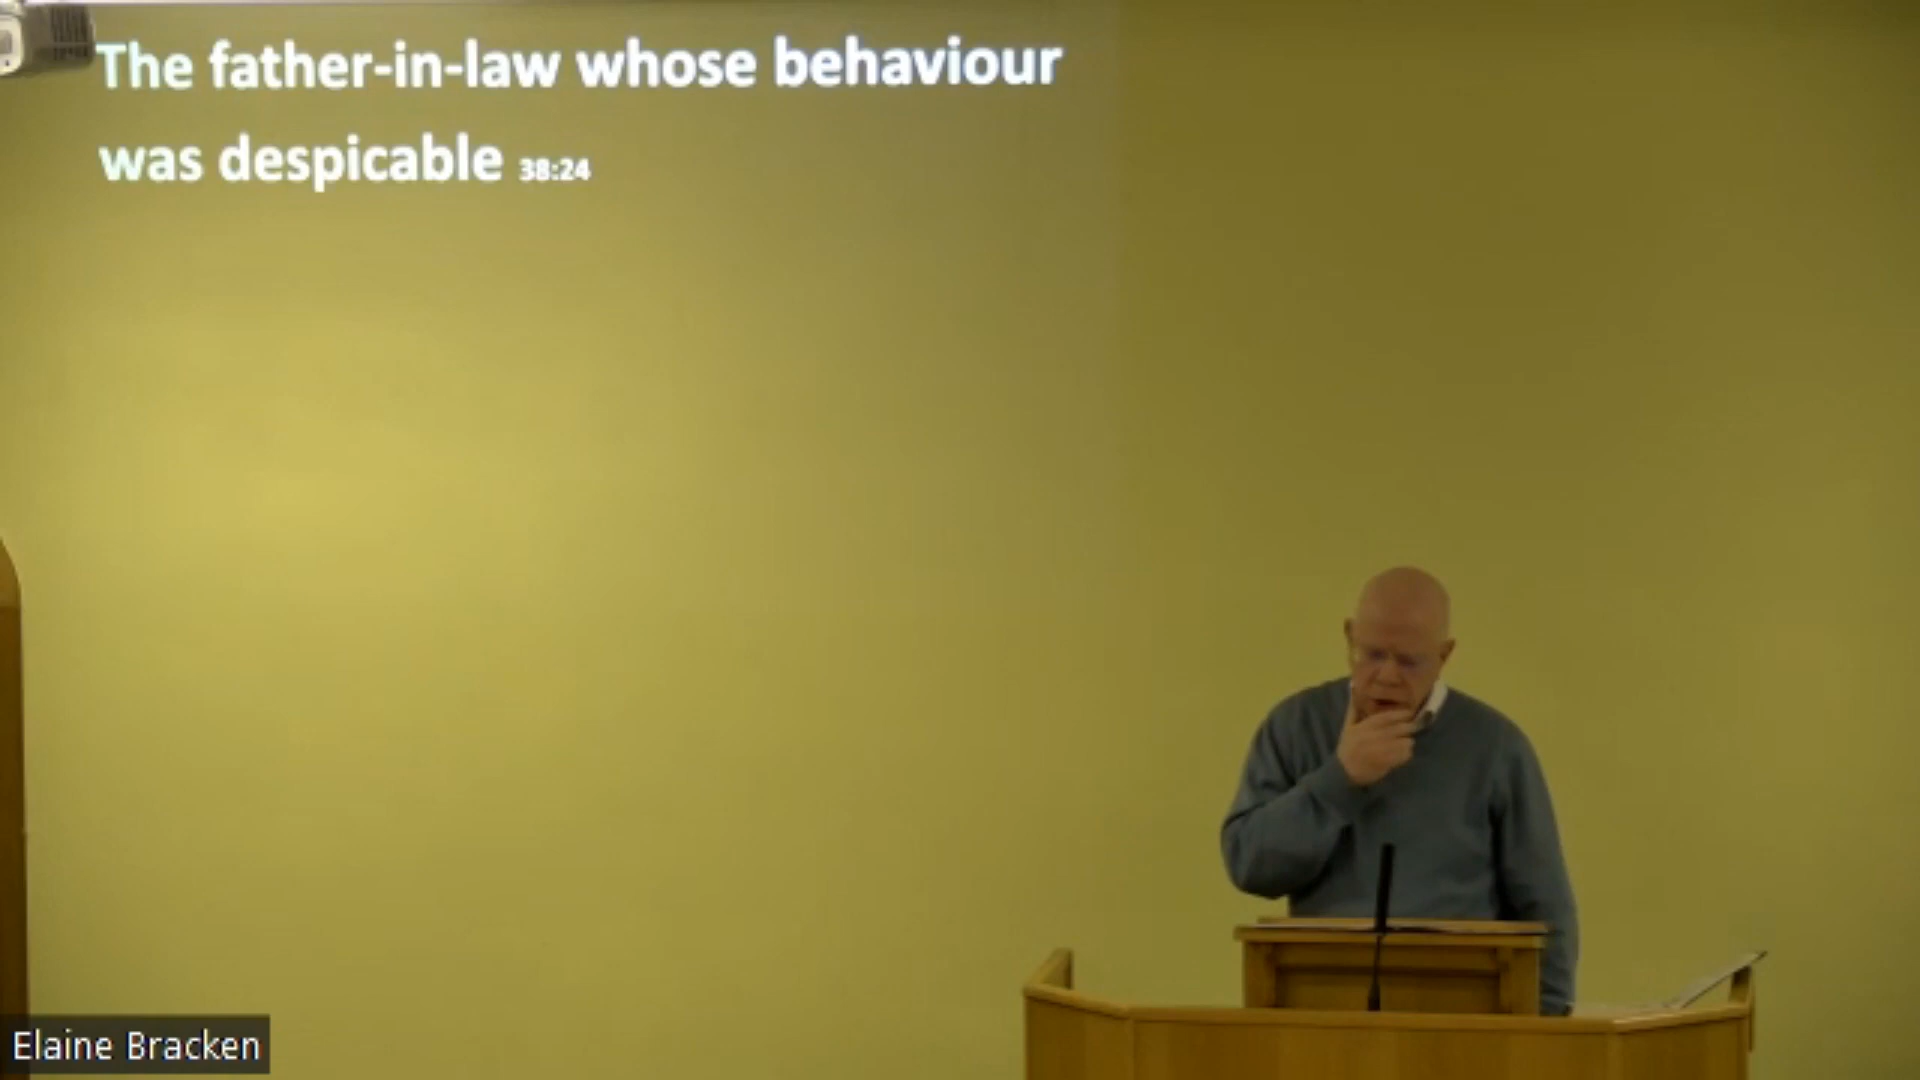 The father-in-law whose behaviour
was despicable 38:24
Elaine Bracken